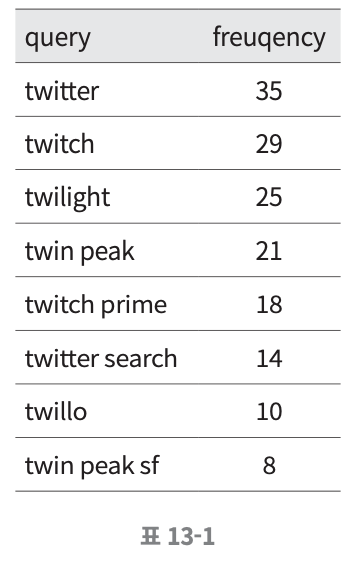 query freuqency
twitter 35
twitch 29
twilight 25
twin peak 21
twitch prime 18
twitter search 14
twillo 10
twin peak sf 8
표 13-1